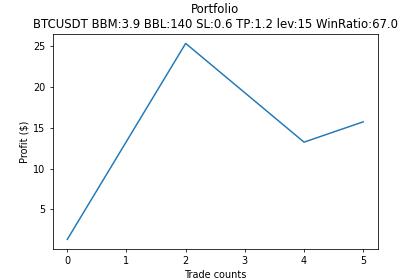 Portfolio
BTCUSDT BBM:3.9 BBL:140 SL:0.6 TP:1.2 lev:15 WinRatio:67.0
25
20
15
10
5
Profit ($)
0 1 2 3 4 5
Trade counts